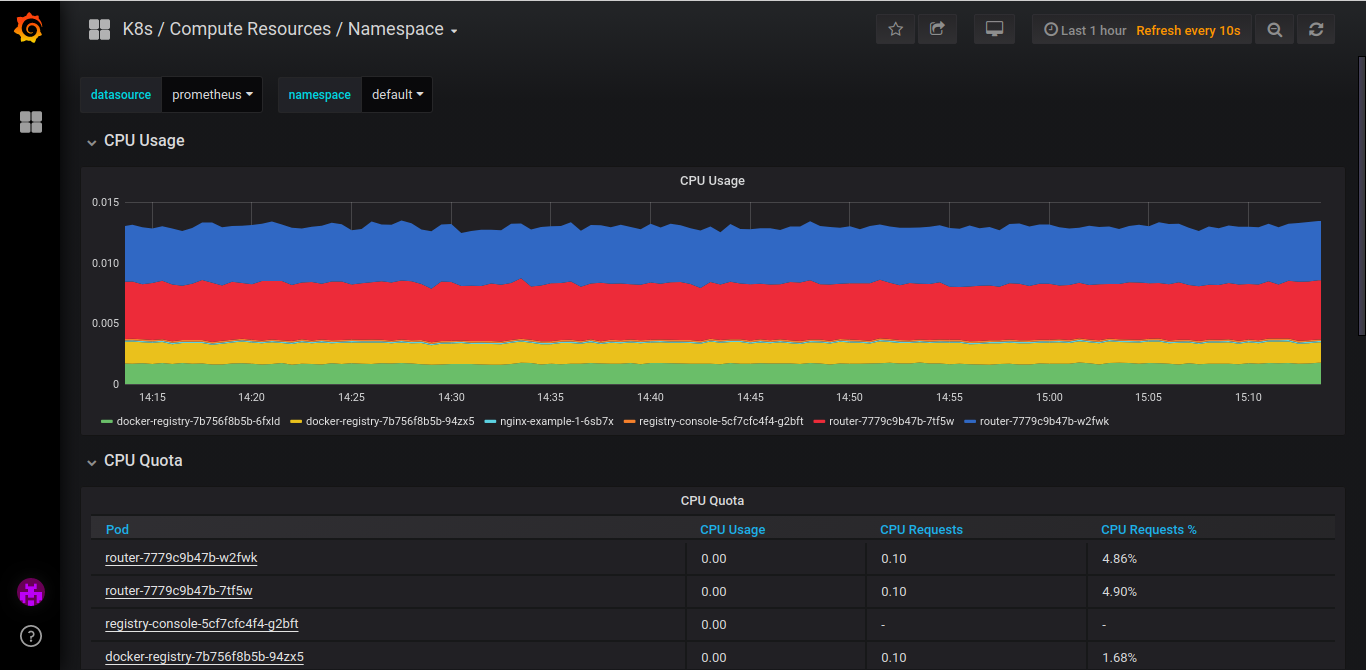 K8s / Compute Resources / Namespace
Last 1 hour Refresh every 10s
datasource prometheus namespace default
CPU Usage
CPU Usage
0.015
0.010
0.005
0
14:15 14:20 14:25 14:30 14:35 14:40 14:45 14:50 14:55 15:00 15:05 15:10
docker-registry-7b756f8b5b-6fxld docker-registry-7b756f8b5b-94zx5 nginx-example-1-6sb7x registry-console-5cf7cfc4f4-g2bft router-7779c9b47b-7tf5w router-7779c9b47b-w2fwk
CPU Quota
CPU Quota
Pod CPU Usage CPU Requests CPU Requests %
router-7779c9b47b-w2fwk 0.00 0.10 4.86%
router-7779c9b47b-7tf5w 0.00 0.10 4.90%
registry-console-5cf7cfc4f4-g2bft 0.00 - -
docker-registry-7b756f8b5b-94zx5 0.00 0.10 1.68%